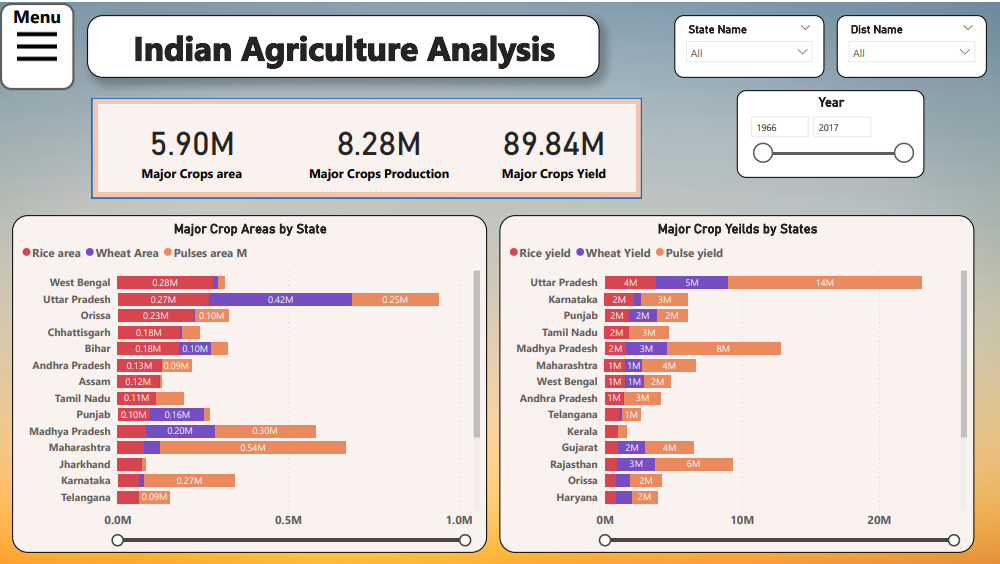 Menu
Indian Agriculture Analysis
State Name
All
Dist Name
All
5.90M
Major Crops area
8.28M
Major Crops Production
89.84M
Major Crops Yield
Year
1966 2017
Major Crop Areas by State
Rice area Wheat Area Pulses area M
West Bengal 0.28M
Uttar Pradesh 0.27M 0.42M 0.25M
Orissa 0.23M 0.10M
Chhattisgarh 0.18M
Bihar 0.18M 0.10M
Andhra Pradesh 0.13M 0.09M
Assam 0.12M
Tamil Nadu 0.11M
Punjab 0.10M 0.16M
Madhya Pradesh 0.20M 0.30M
Maharashtra 0.54M
Jharkhand
Karnataka 0.27M
Telangana 0.09M
0.0M 0.5M 1.0M
Major Crop Yeilds by States
Rice yield Wheat Yield Pulse yield
Uttar Pradesh 4M 5M 14M
Karnataka 2M 3M
Punjab 2M 2M 2M
Tamil Nadu 2M 3M
Madhya Pradesh 2M 3M 8M
Maharashtra 1M 1M 4M
West Bengal 1M 1M 2M
Andhra Pradesh 1M 3M
Telangana 1M
Kerala
Gujarat 2M 4M
Rajasthan 3M 6M
Orissa 2M
Haryana 2M
0M 10M 20M